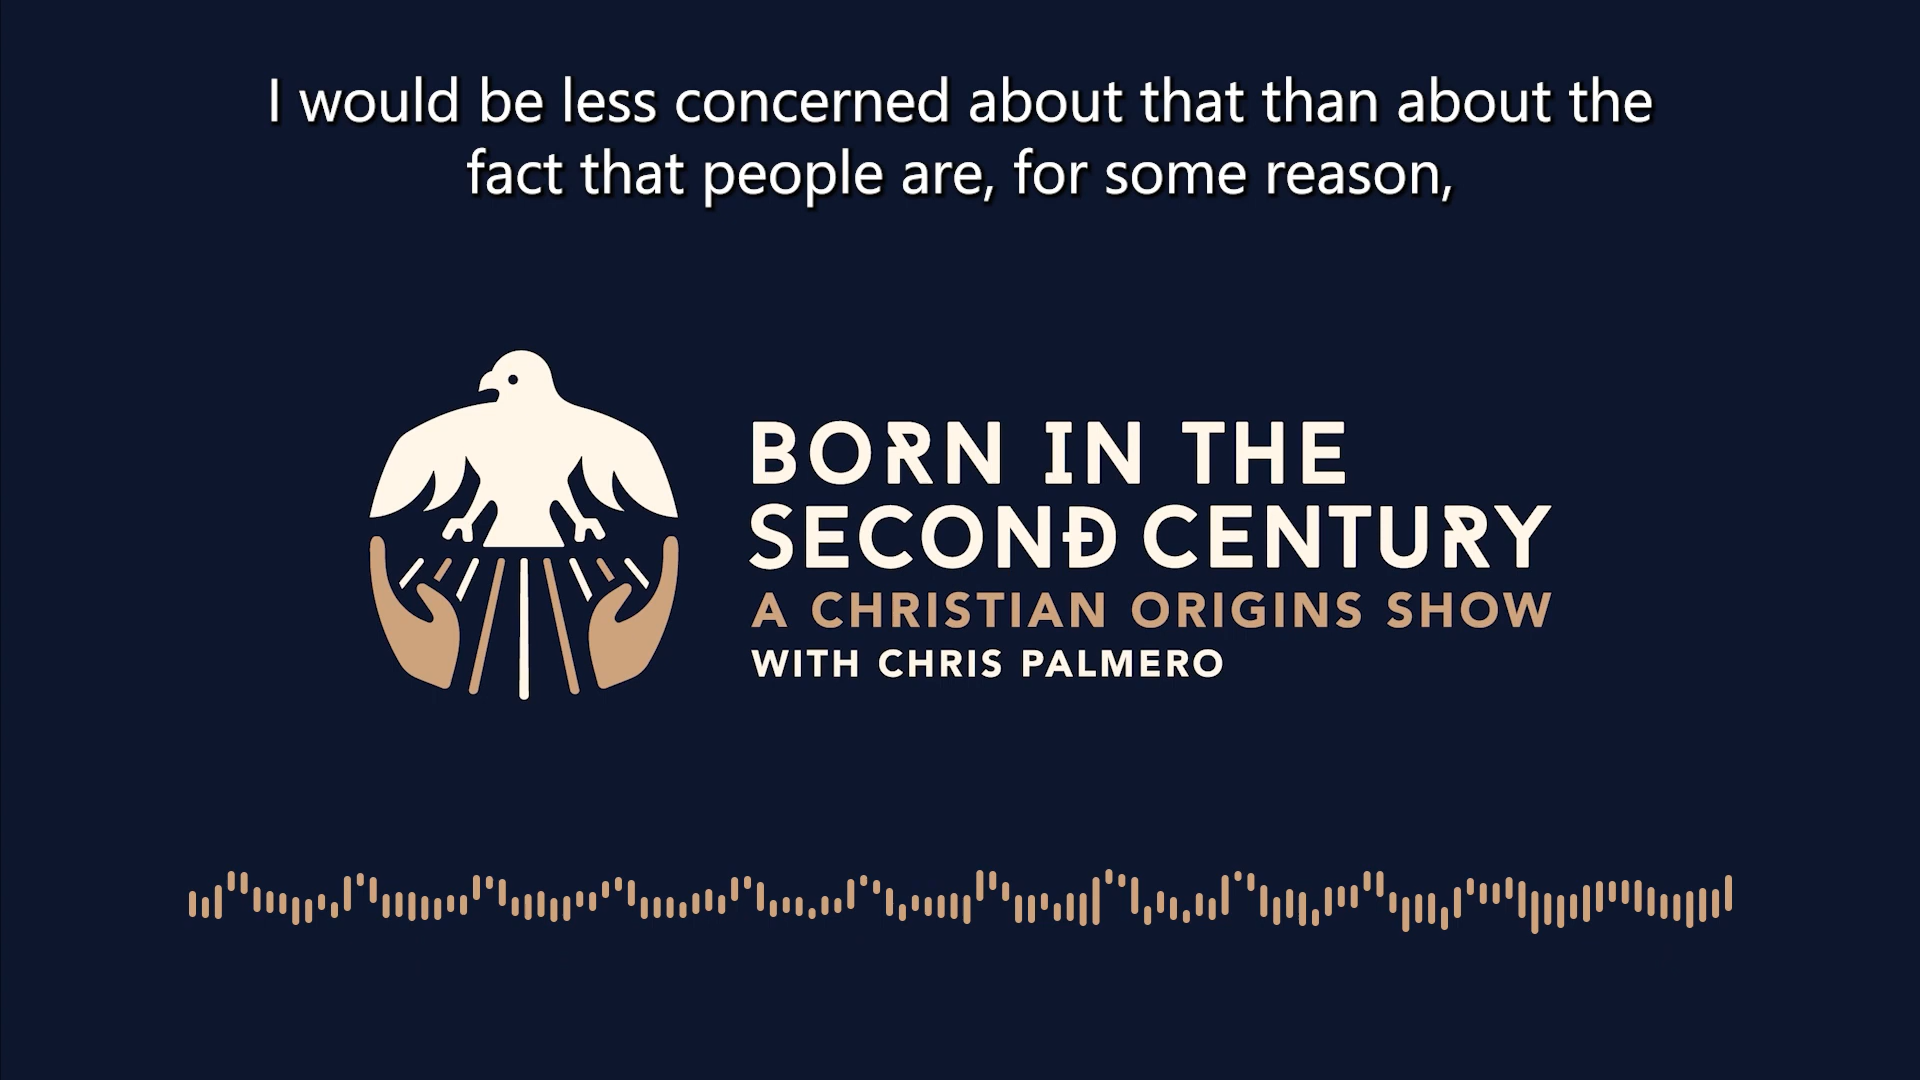 I would be less concerned about that than about the
fact that people are, for some reason,
BORN IN THE
SECOND CENTURY
A CHRISTIAN ORIGINS SHOW
WITH CHRIS PALMERO